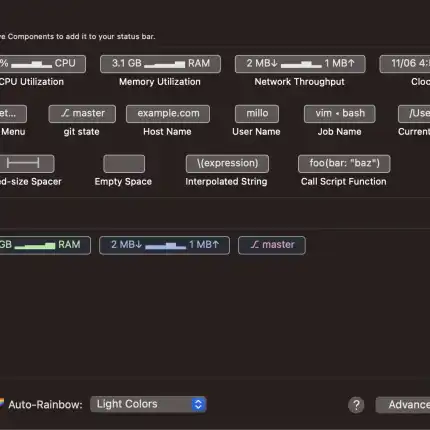 ve Components to add it to your status bar.
% CPU 3.1 GB RAM 2 MB↓ 1 MB↑ 11/06 4:
CPU Utilization Memory Utilization Network Throughput Cloc
et... ⎇ master example.com millo vim • bash /Use
Menu git state Host Name User Name Job Name Current
\(expression) foo(bar: "baz")
ed-size Spacer Empty Space Interpolated String Call Script Function
GB RAM 2 MB↓ 1 MB↑ ⎇ master
Auto-Rainbow: Light Colors ? Advance